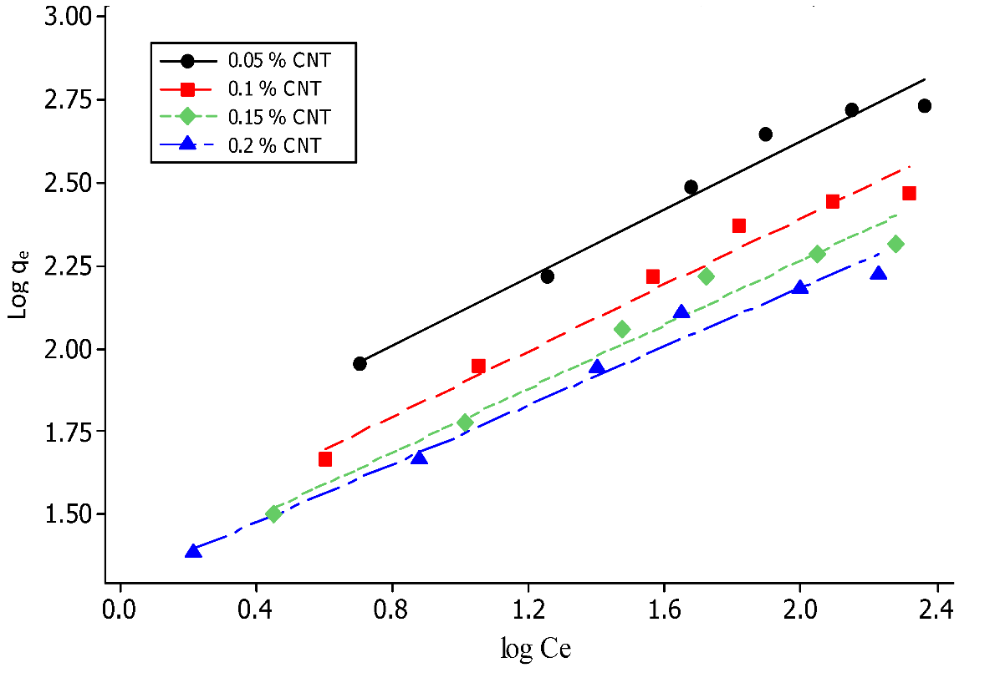 3.00
2.75
2.50
2.25
2.00
1.75
1.50
Log qe
0.05 % CNT
0.1 % CNT
0.15 % CNT
0.2 % CNT
0.0 0.4 0.8 1.2 1.6 2.0 2.4
log Ce